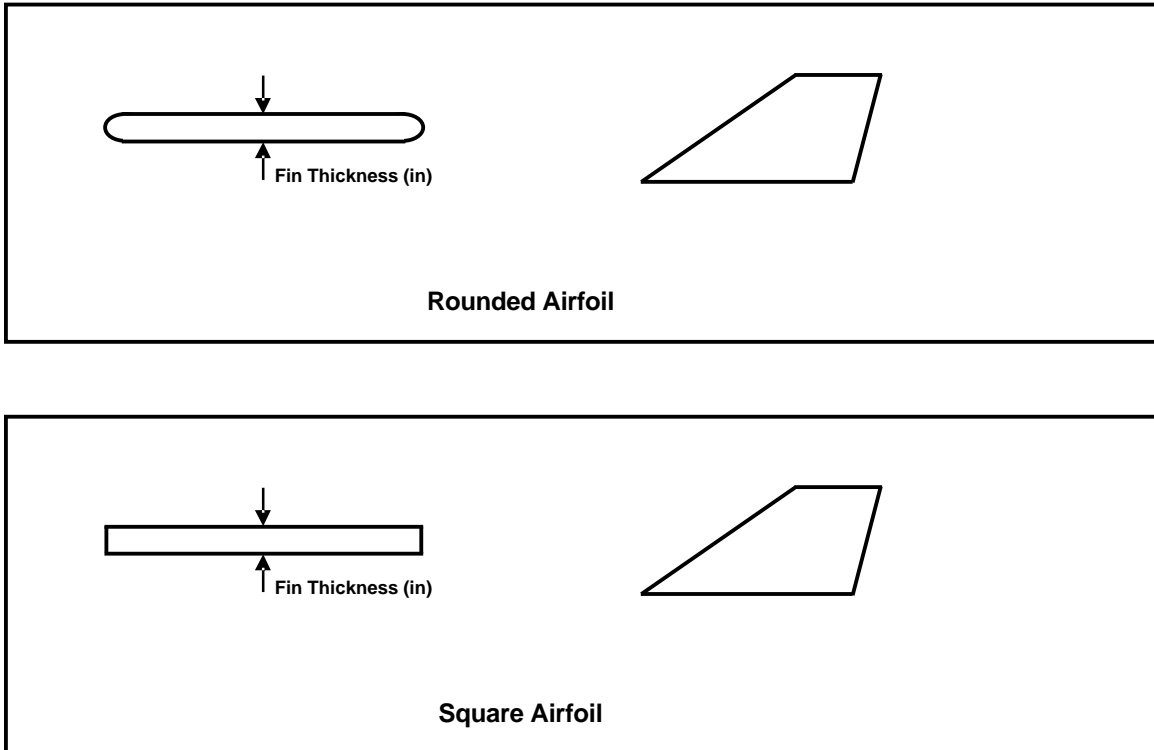 Fin Thickness (in)
Rounded Airfoil
Fin Thickness (in)
Square Airfoil